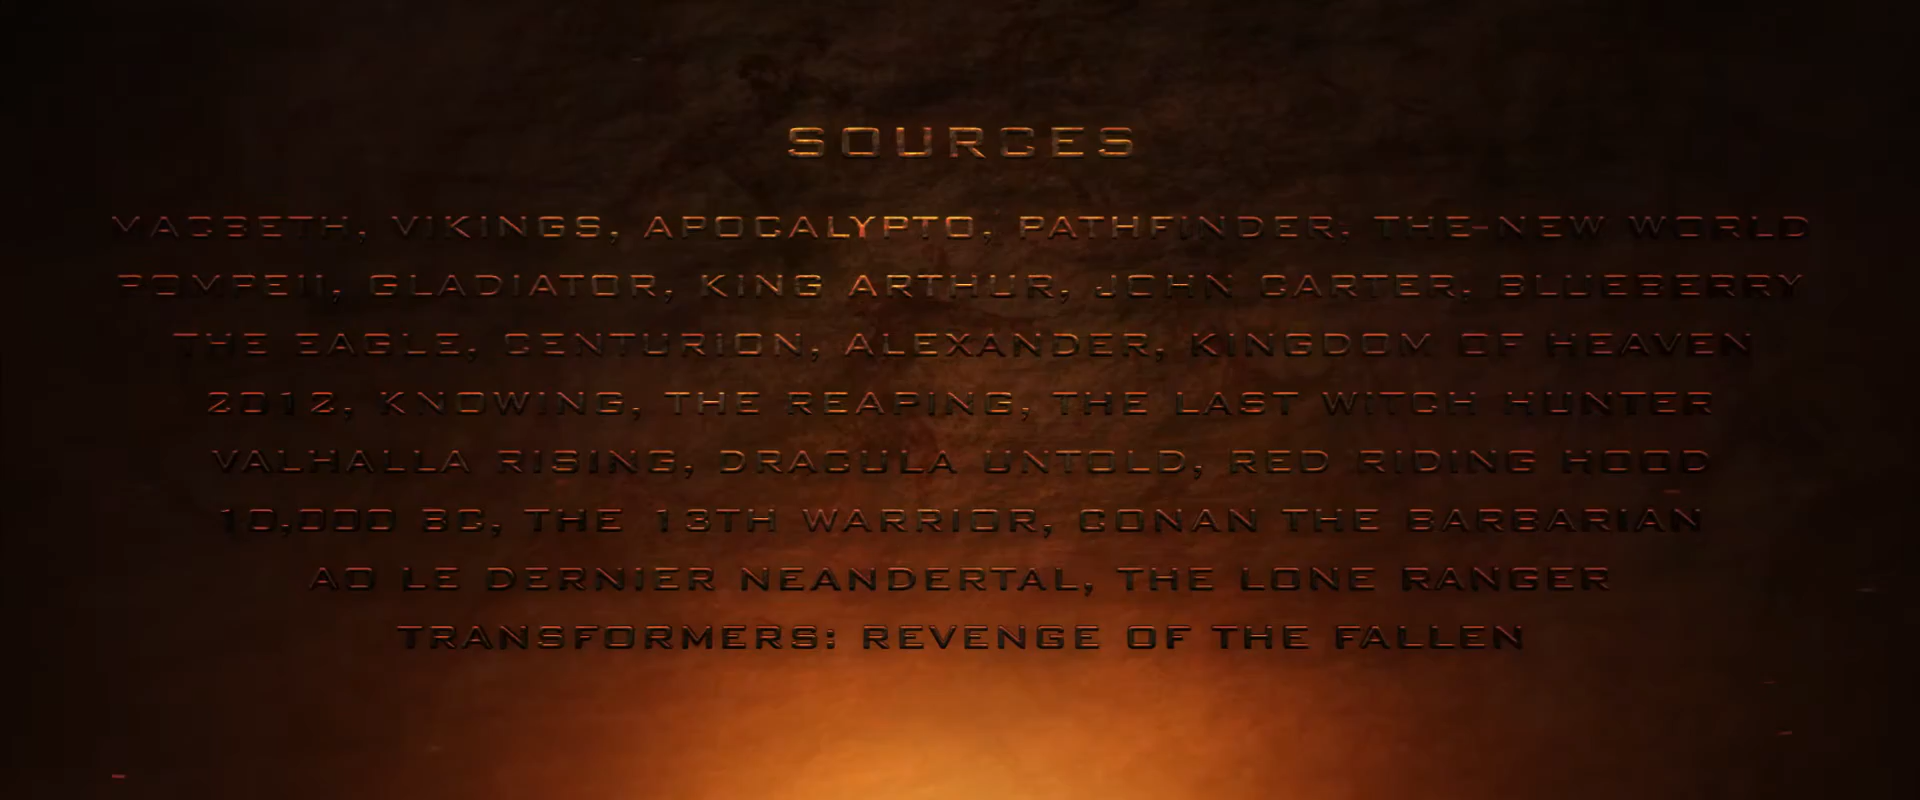 SOURCES
MACBETH, VIKINGS, APOCALYPTO, PATHFINDER, THE NEW WORLD
POMPEII, GLADIATOR, KING ARTHUR, JOHN CARTER, BLUEBERRY
THE EAGLE, CENTURION, ALEXANDER, KINGDOM OF HEAVEN
2012, KNOWING, THE REAPING, THE LAST WITCH HUNTER
VALHALLA RISING, DRACULA UNTOLD, RED RIDING HOOD
10,000 BC, THE 13TH WARRIOR, CONAN THE BARBARIAN
AO LE DERNIER NEANDERTAL, THE LONE RANGER
TRANSFORMERS: REVENGE OF THE FALLEN